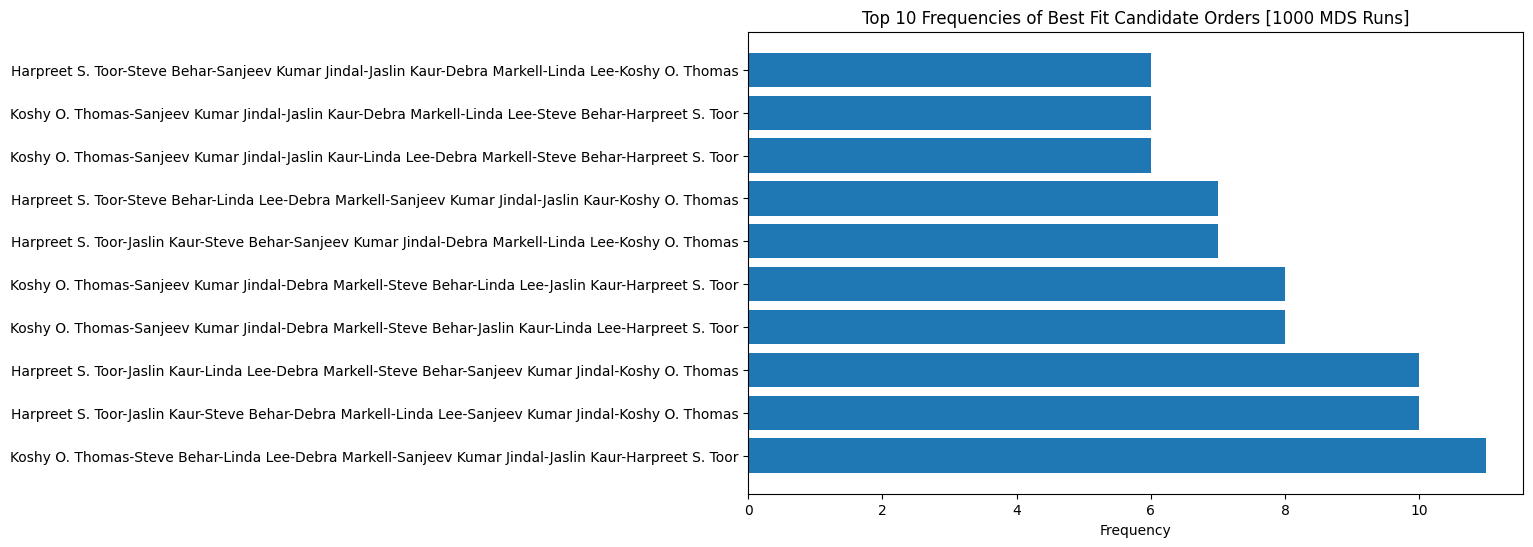 Top 10 Frequencies of Best Fit Candidate Orders [1000 MDS Runs]
Harpreet S. Toor-Steve Behar-Sanjeev Kumar Jindal-Jaslin Kaur-Debra Markell-Linda Lee-Koshy O. Thomas
Koshy O. Thomas-Sanjeev Kumar Jindal-Jaslin Kaur-Debra Markell-Linda Lee-Steve Behar-Harpreet S. Toor
Koshy O. Thomas-Sanjeev Kumar Jindal-Jaslin Kaur-Linda Lee-Debra Markell-Steve Behar-Harpreet S. Toor
Harpreet S. Toor-Steve Behar-Linda Lee-Debra Markell-Sanjeev Kumar Jindal-Jaslin Kaur-Koshy O. Thomas
Harpreet S. Toor-Jaslin Kaur-Steve Behar-Sanjeev Kumar Jindal-Debra Markell-Linda Lee-Koshy O. Thomas
Koshy O. Thomas-Sanjeev Kumar Jindal-Debra Markell-Steve Behar-Linda Lee-Jaslin Kaur-Harpreet S. Toor
Koshy O. Thomas-Sanjeev Kumar Jindal-Debra Markell-Steve Behar-Jaslin Kaur-Linda Lee-Harpreet S. Toor
Harpreet S. Toor-Jaslin Kaur-Linda Lee-Debra Markell-Steve Behar-Sanjeev Kumar Jindal-Koshy O. Thomas
Harpreet S. Toor-Jaslin Kaur-Steve Behar-Debra Markell-Linda Lee-Sanjeev Kumar Jindal-Koshy O. Thomas
Koshy O. Thomas-Steve Behar-Linda Lee-Debra Markell-Sanjeev Kumar Jindal-Jaslin Kaur-Harpreet S. Toor
0 2 4 6 8 10
Frequency